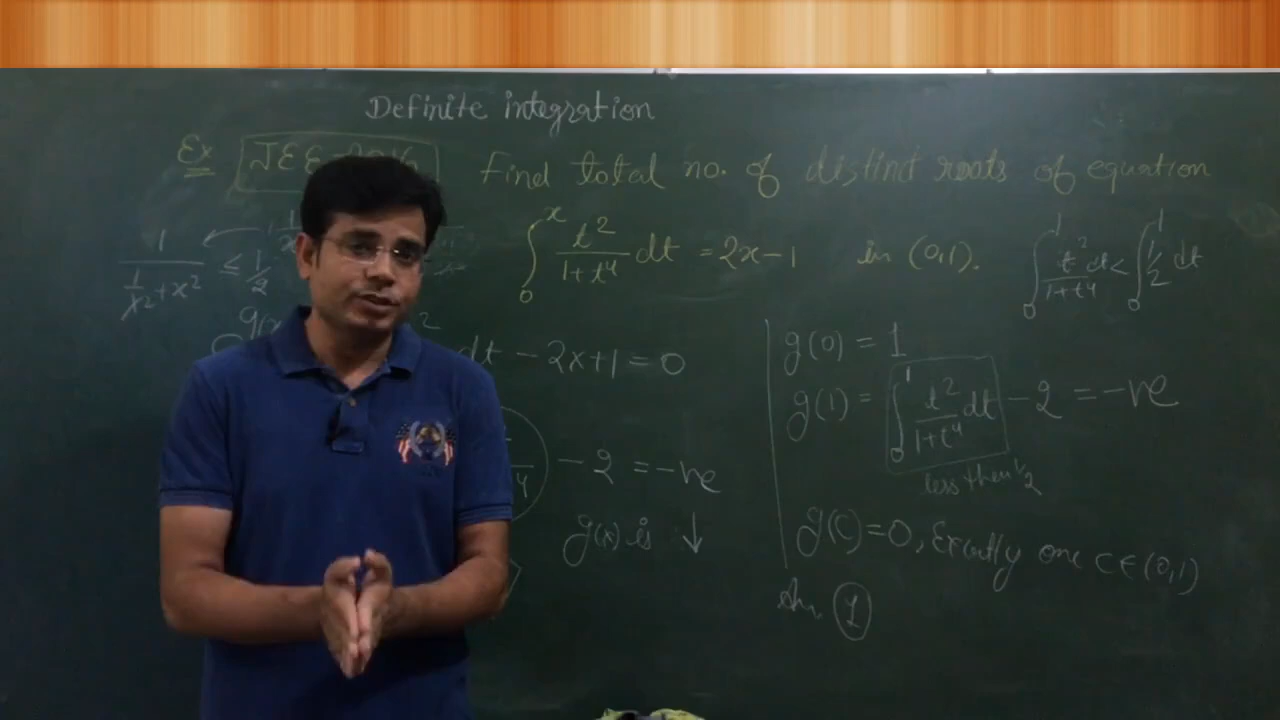 Definite integration
Ex JEE-2016 Find total no. of distinct roots of equation
∫₀ˣ t²/(1+t⁴) dt = 2x-1 in (0,1).
1/(1/x²+x²) ≤ 1/2
∫₀¹ t²/(1+t⁴) dt < ∫₀¹ 1/2 dt
g(x
dt - 2x+1 = 0
- 2 = -ve
g(x) is ↓
g(0) = 1
g(1) = ∫₀¹ t²/(1+t⁴) dt - 2 = -ve
less then 1/2
g(c) = 0, Exactly one c ∈ (0,1)
An. 1